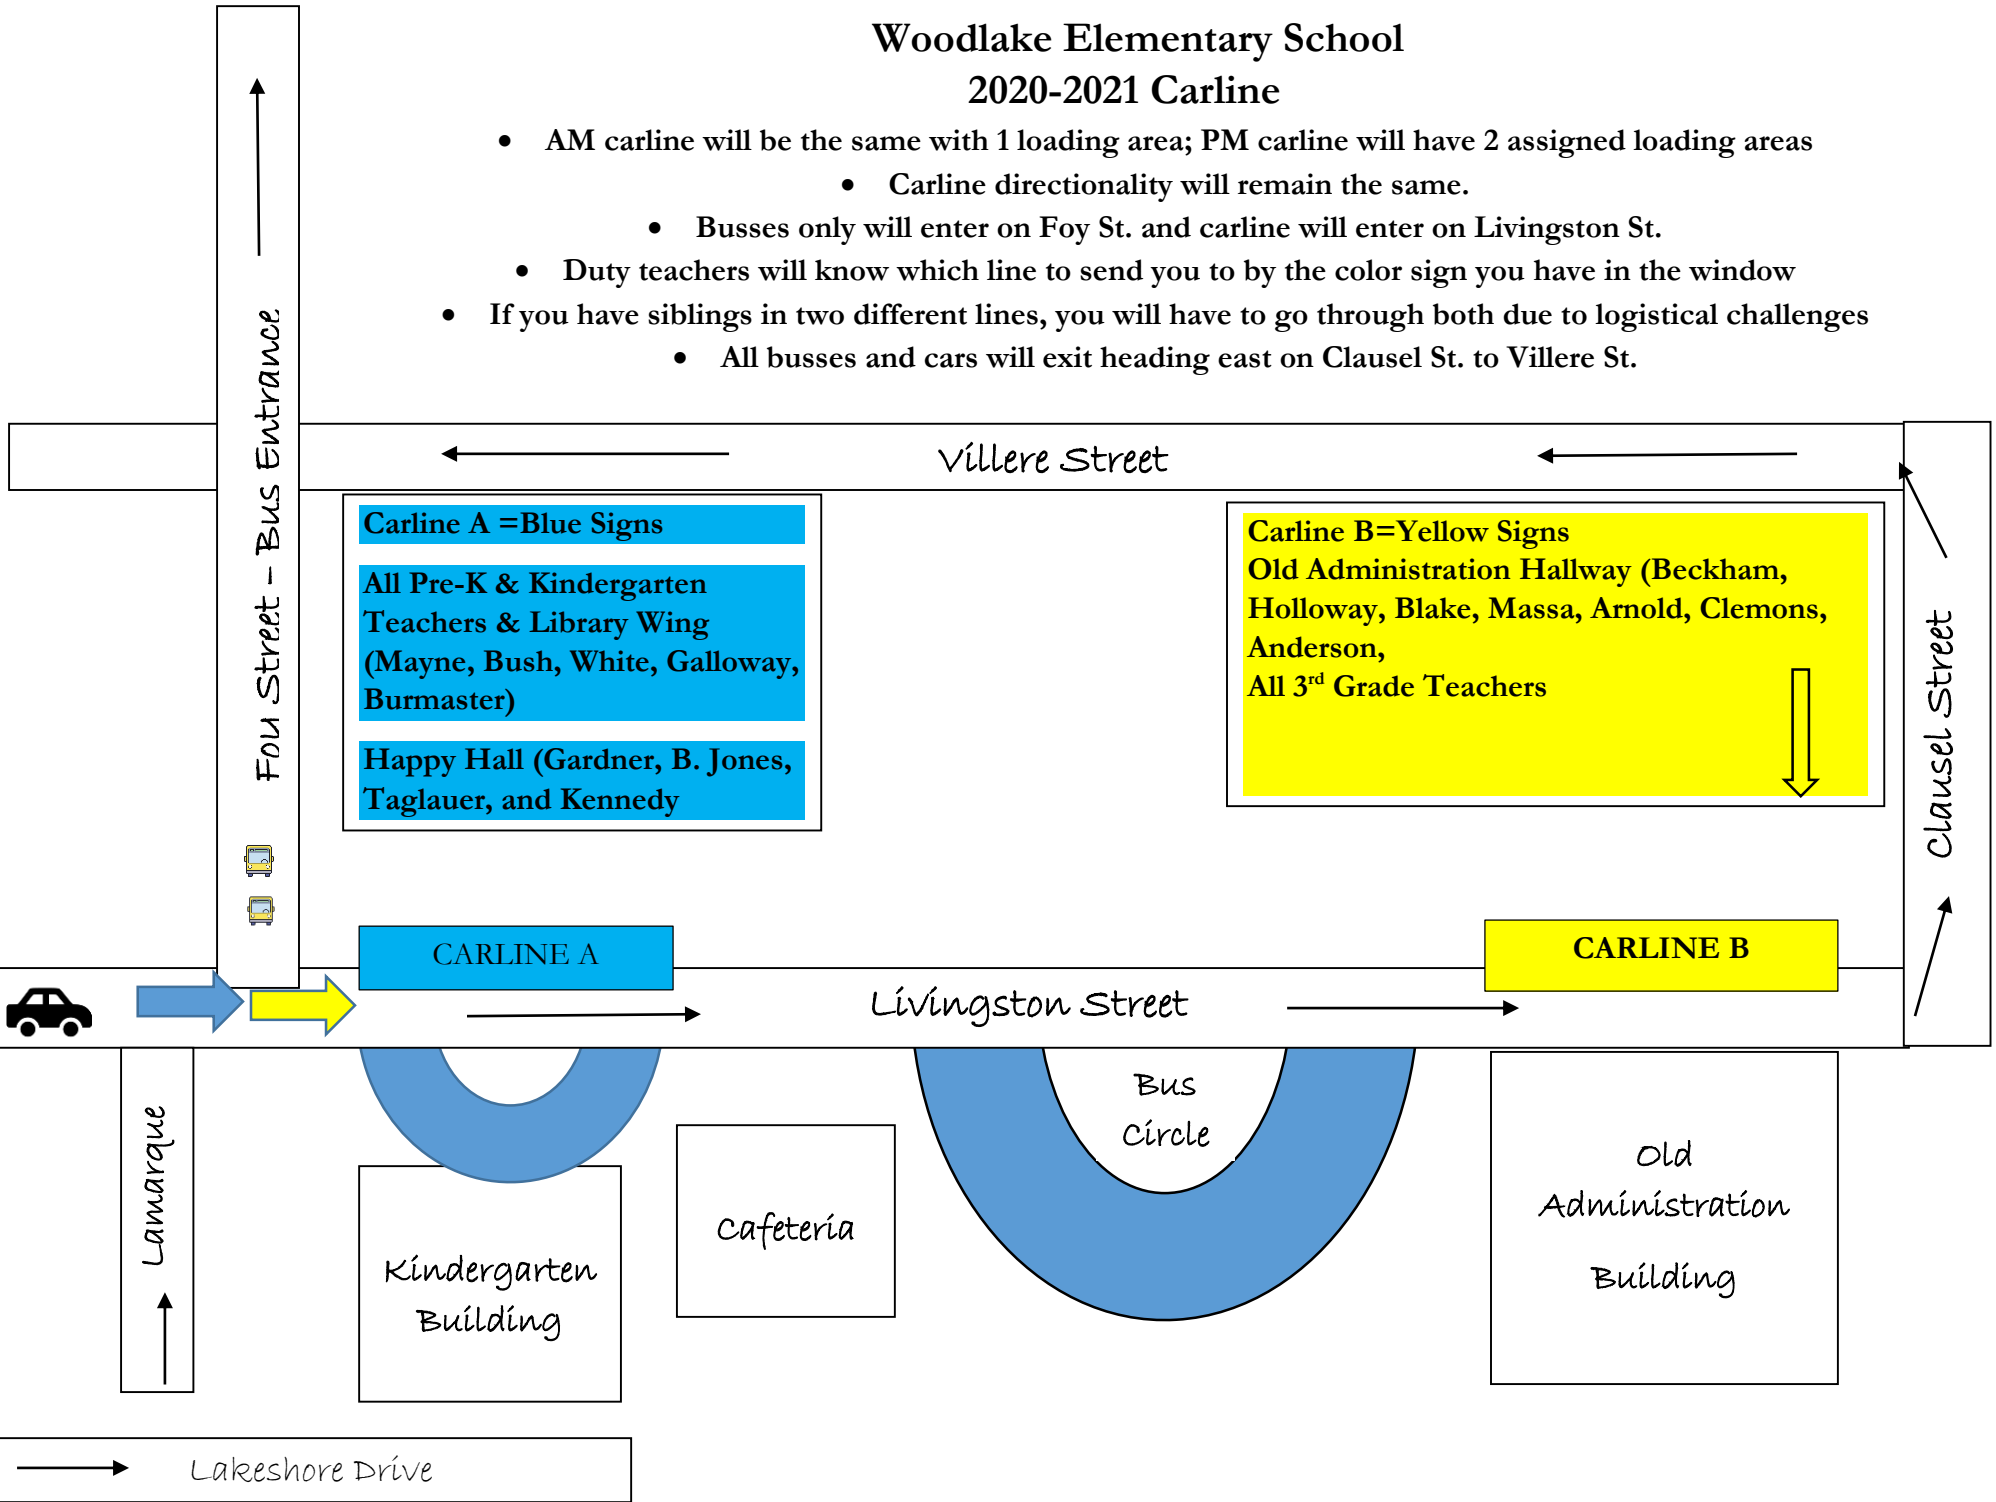 Woodlake Elementary School
2020-2021 Carline
• AM carline will be the same with 1 loading area; PM carline will have 2 assigned loading areas
• Carline directionality will remain the same.
• Busses only will enter on Foy St. and carline will enter on Livingston St.
• Duty teachers will know which line to send you to by the color sign you have in the window
• If you have siblings in two different lines, you will have to go through both due to logistical challenges
• All busses and cars will exit heading east on Clausel St. to Villere St.
Foy Street – Bus Entrance
Villere Street
Carline A =Blue Signs
All Pre-K & Kindergarten
Teachers & Library Wing
(Mayne, Bush, White, Galloway,
Burmaster)
Happy Hall (Gardner, B. Jones,
Taglauer, and Kennedy
Carline B=Yellow Signs
Old Administration Hallway (Beckham,
Holloway, Blake, Massa, Arnold, Clemons,
Anderson,
All 3rd Grade Teachers
Clausel Street
CARLINE A
CARLINE B
Livingston Street
Lamarque
Bus
Circle
Kindergarten
Building
Cafeteria
Old
Administration
Building
Lakeshore Drive